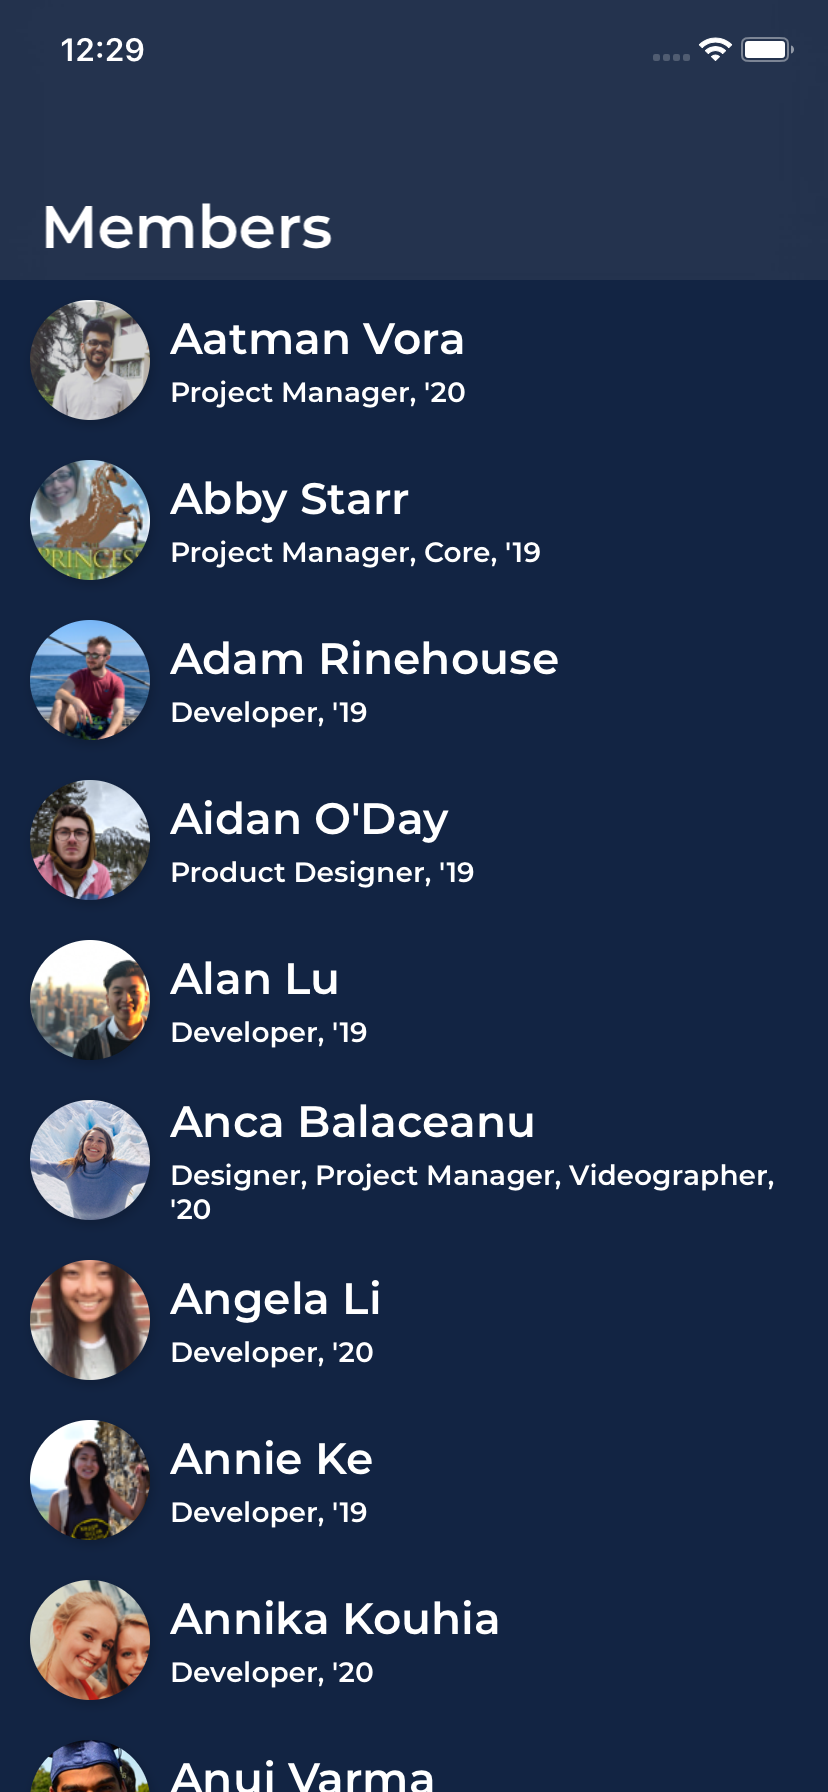 12:29
Members
Aatman Vora
Project Manager, '20
PRINCES
Abby Starr
Project Manager, Core, '19
Adam Rinehouse
Developer, '19
Aidan O'Day
Product Designer, '19
Alan Lu
Developer, '19
Anca Balaceanu
Designer, Project Manager, Videographer,
'20
Angela Li
Developer, '20
Annie Ke
Developer, '19
Annika Kouhia
Developer, '20
Anuj Varma